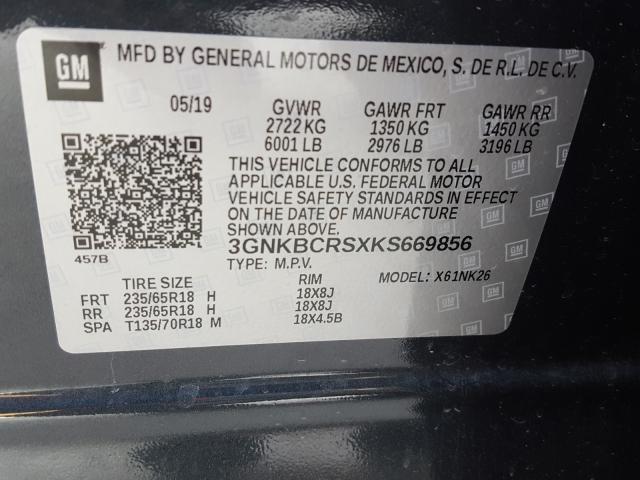 GM
MFD BY GENERAL MOTORS DE MEXICO, S. DE R.L. DE C.V.
05/19 GVWR GAWR FRT GAWR RR
2722 KG 1350 KG 1450 KG
6001 LB 2976 LB 3196 LB
THIS VEHICLE CONFORMS TO ALL
APPLICABLE U.S. FEDERAL MOTOR
VEHICLE SAFETY STANDARDS IN EFFECT
ON THE DATE OF MANUFACTURE
SHOWN ABOVE.
457B 3GNKBCRSXKS669856
TYPE: M.P.V. MODEL: X61NK26
TIRE SIZE RIM
FRT 235/65R18 H 18X8J
RR 235/65R18 H 18X8J
SPA T135/70R18 M 18X4.5B